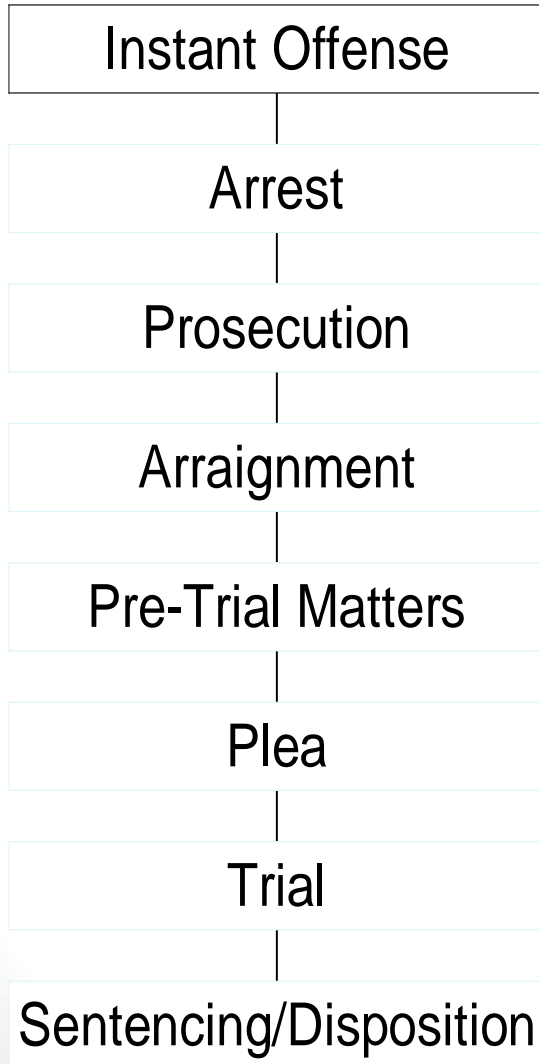 Instant Offense
Arrest
Prosecution
Arraignment
Pre-Trial Matters
Plea
Trial
Sentencing/Disposition